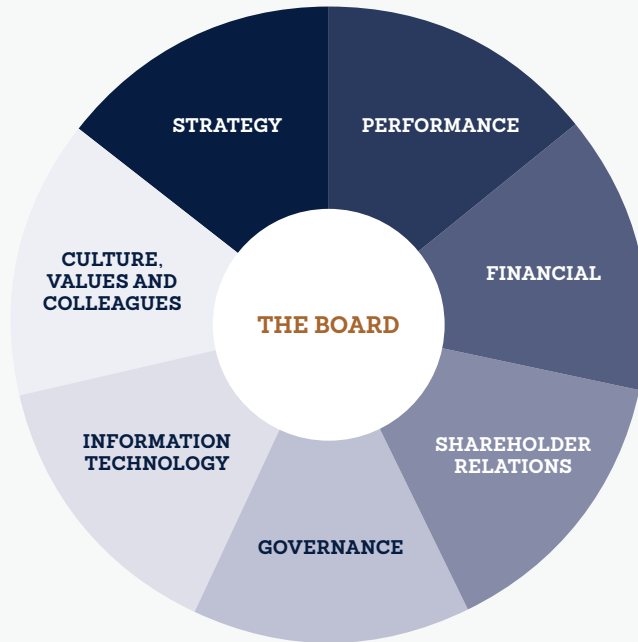 STRATEGY
PERFORMANCE
CULTURE,
VALUES AND
COLLEAGUES
FINANCIAL
THE BOARD
INFORMATION
TECHNOLOGY
SHAREHOLDER
RELATIONS
GOVERNANCE